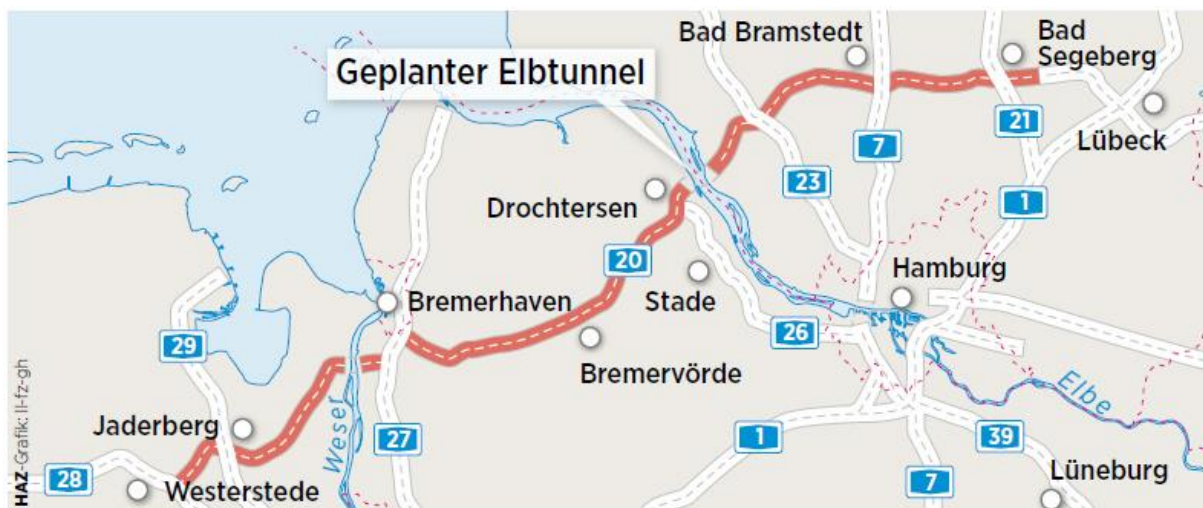 Bad Bramstedt
Bad
Segeberg
Geplanter Elbtunnel
21
7
Lübeck
23
Drochtersen
1
20
Hamburg
Stade
Bremerhaven
29
26
Bremervörde
Elbe
Weser
Jaderberg
27
1
39
28
Westerstede
7
Lüneburg
HAZ-Grafik: ll-fz-gh